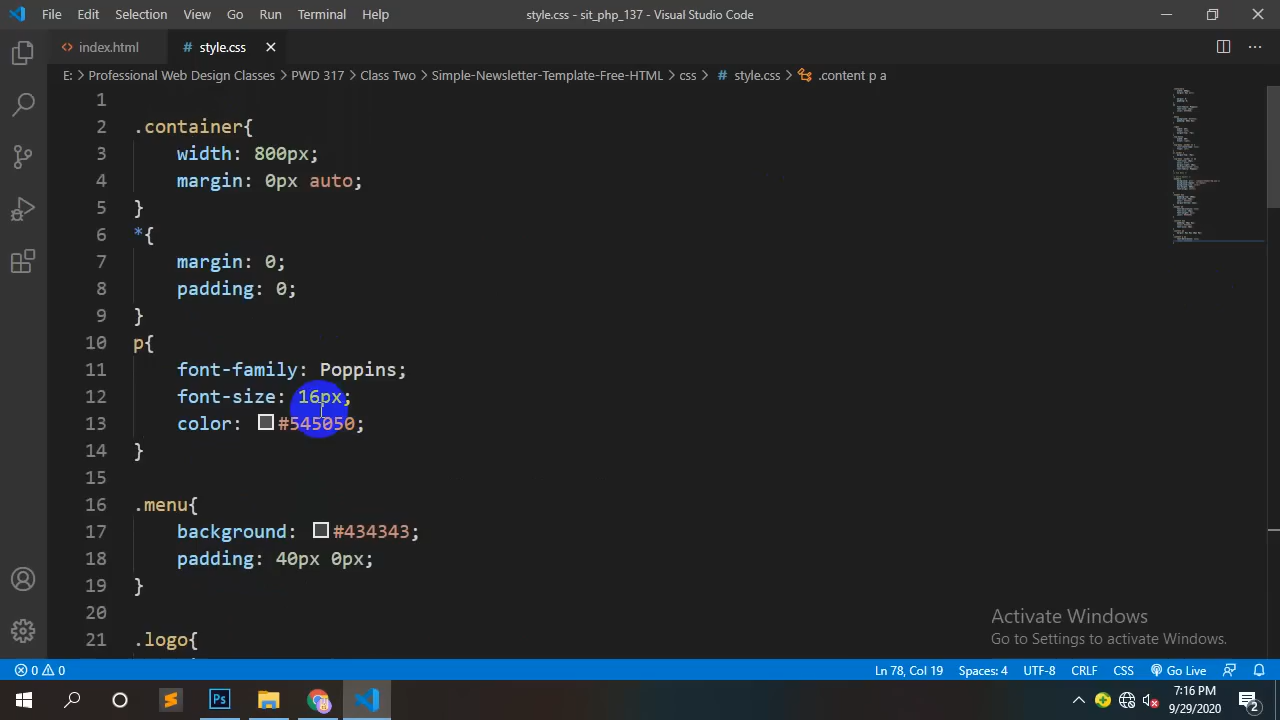 File Edit Selection View Go Run Terminal Help style.css - sit_php_137 - Visual Studio Code
index.html # style.css
E: > Professional Web Design Classes > PWD 317 > Class Two > Simple-Newsletter-Template-Free-HTML > css > # style.css > .content p a
1
2 .container{
3 width: 800px;
4 margin: 0px auto;
5 }
6 *{
7 margin: 0;
8 padding: 0;
9 }
10 p{
11 font-family: Poppins;
12 font-size: 16px;
13 color: #545050;
14 }
15
16 .menu{
17 background: #434343;
18 padding: 40px 0px;
19 }
20
21 .logo{
Activate Windows
Go to Settings to activate Windows.
0 0 Ln 78, Col 19 Spaces: 4 UTF-8 CRLF CSS Go Live
Ps 7:16 PM
9/29/2020 2